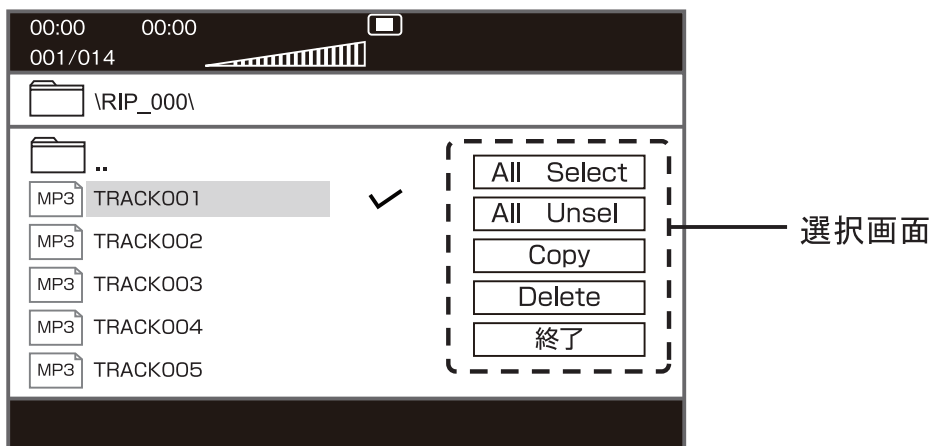 00:00 00:00
001/014
\RIP_000\
..
MP3 TRACK001
MP3 TRACK002
MP3 TRACK003
MP3 TRACK004
MP3 TRACK005
All Select
All Unsel
Copy
Delete
終了
選択画面